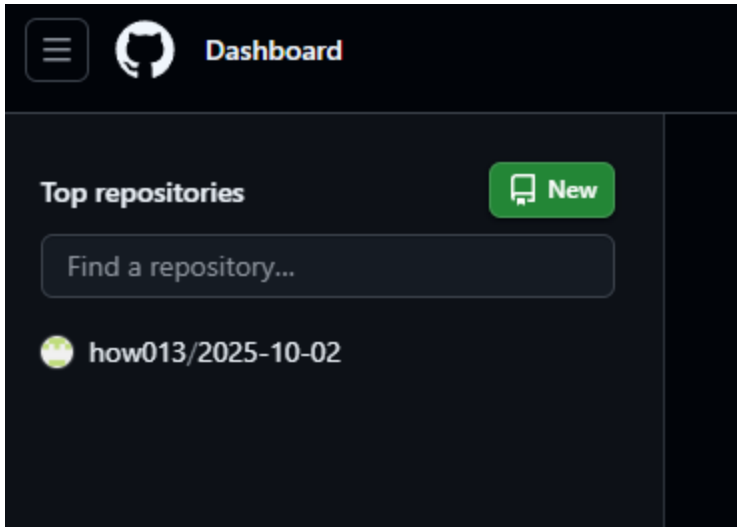 Dashboard
Top repositories
New
Find a repository...
how013/2025-10-02